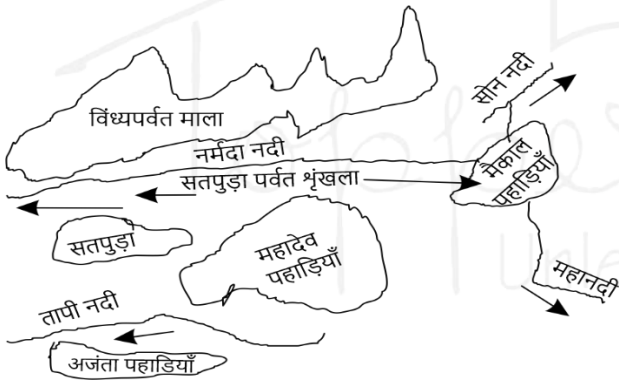 विंध्यपर्वत माला
सोन नदी
नर्मदा नदी
मैकाल
पहाड़ियाँ
सतपुड़ा पर्वत शृंखला
सतपुड़ा
महादेव
पहाड़ियाँ
महानदी
तापी नदी
अजंता पहाडियाँ